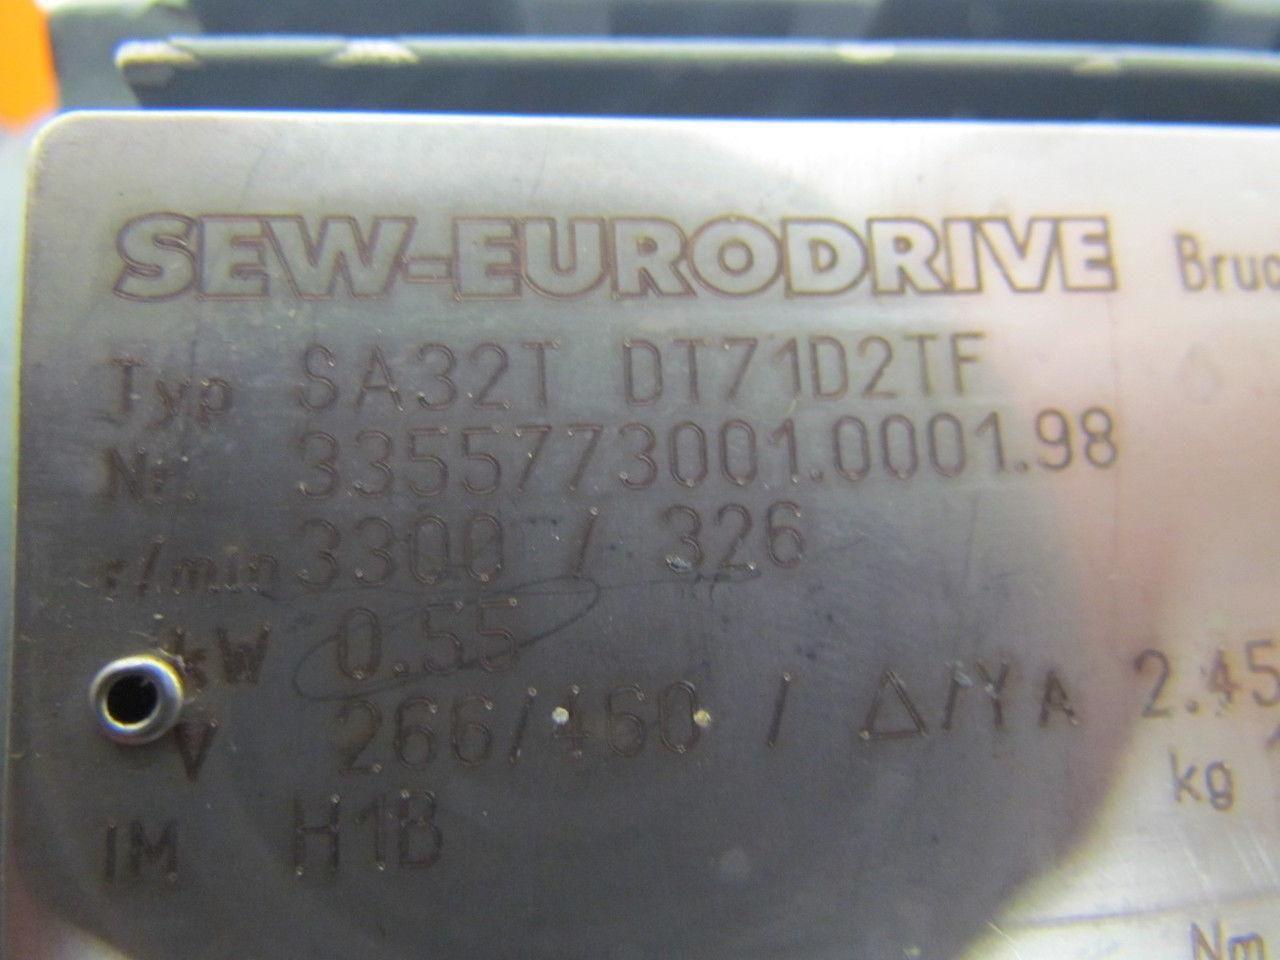 SEW-EURODRIVE
Typ SA32T DT71D2TF
Nr. 3355773001.0001.98
r/min 3300 / 326
kW 0.55
V 266/460 / Δ/Y A 2.45
kg
IM H1B
Nm